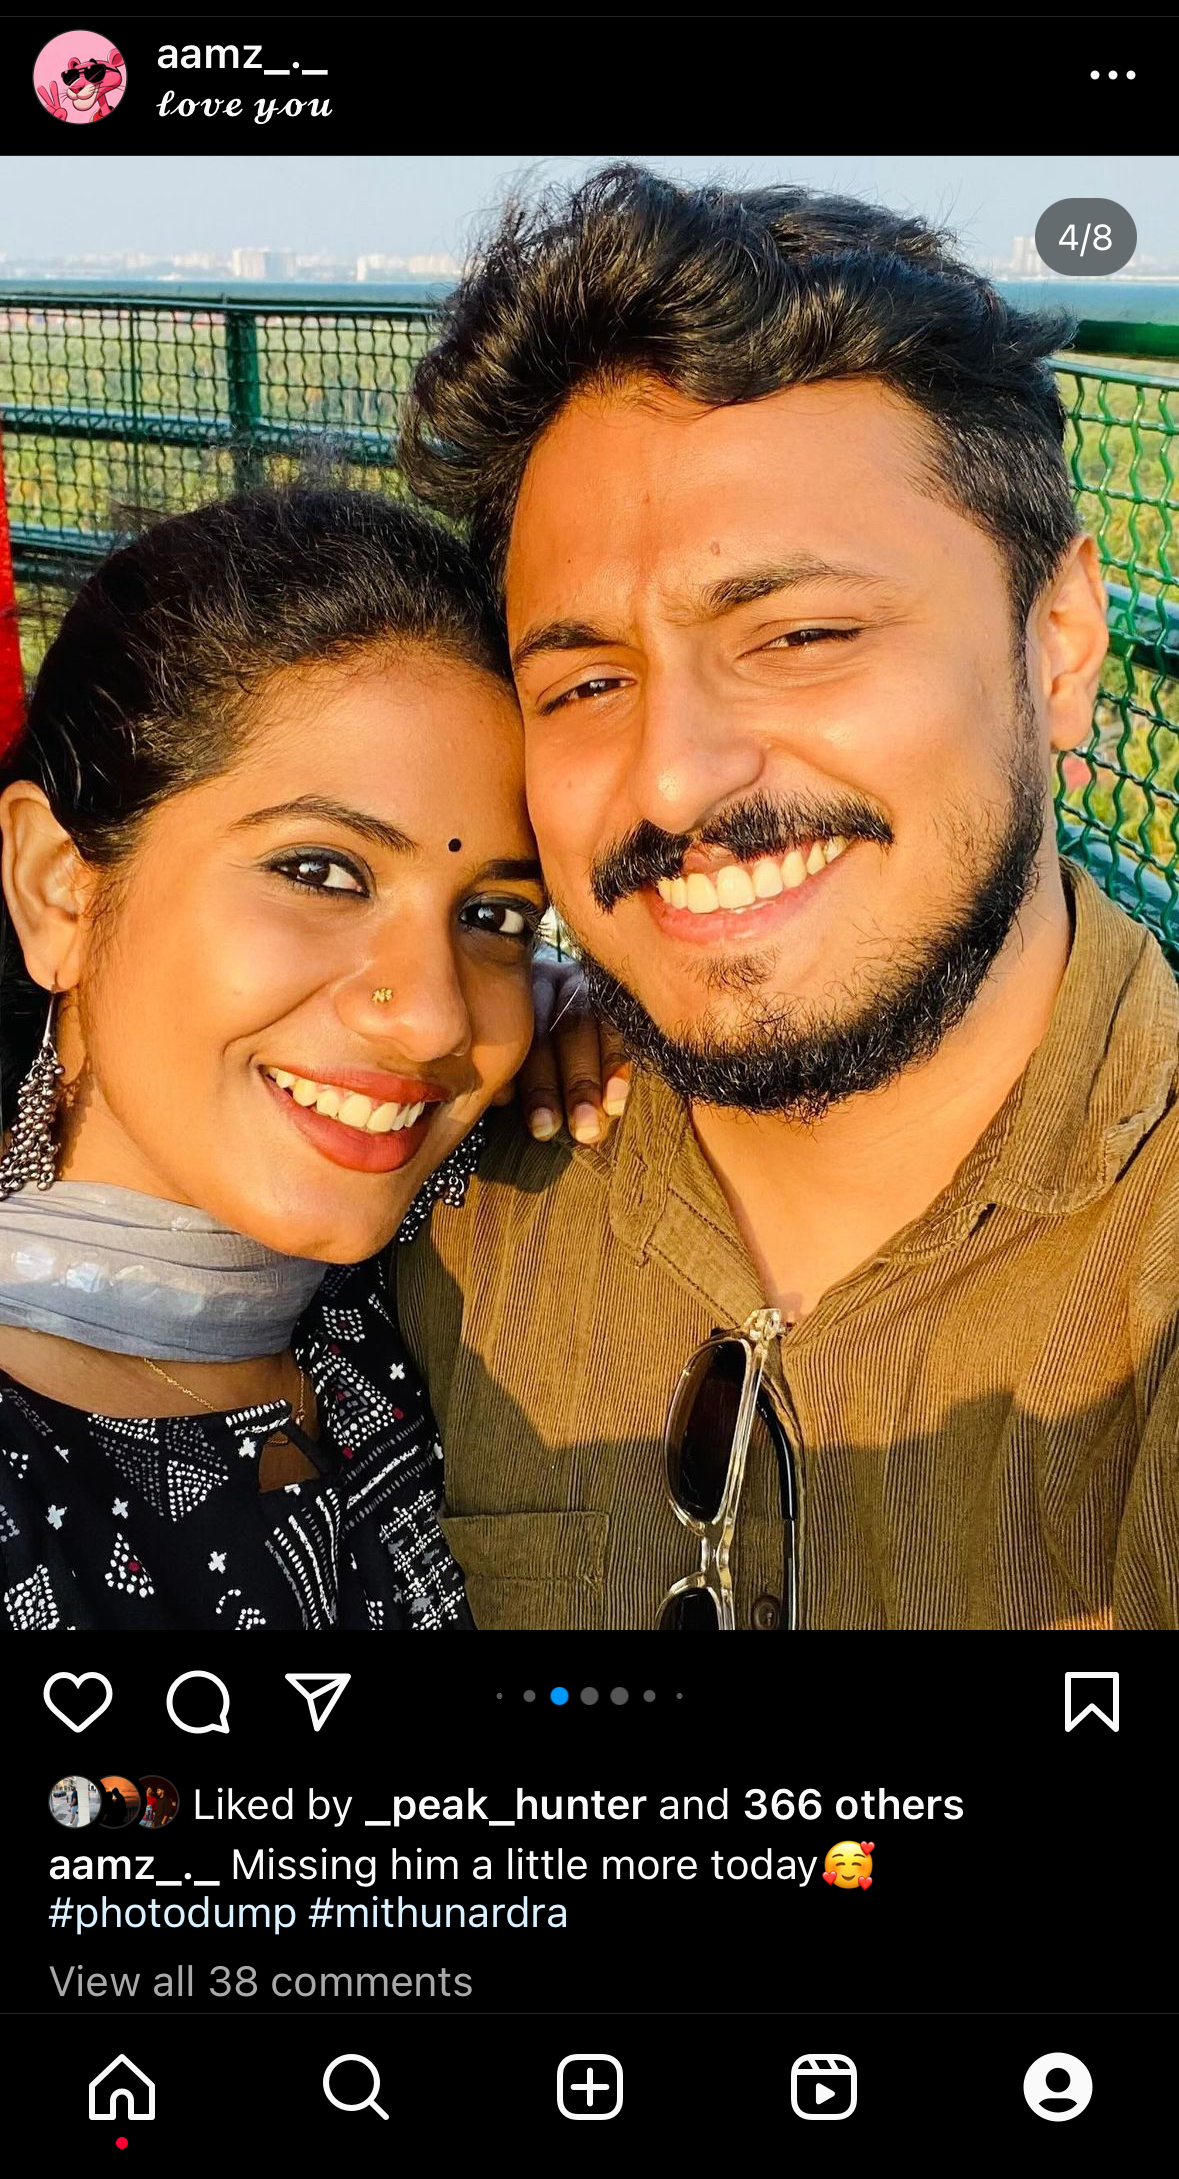 aamz_._
𝓵𝓸𝓿𝓮 𝔂𝓸𝓾
4/8
Liked by _peak_hunter and 366 others
aamz_._ Missing him a little more today🥰
#photodump #mithunardra
View all 38 comments